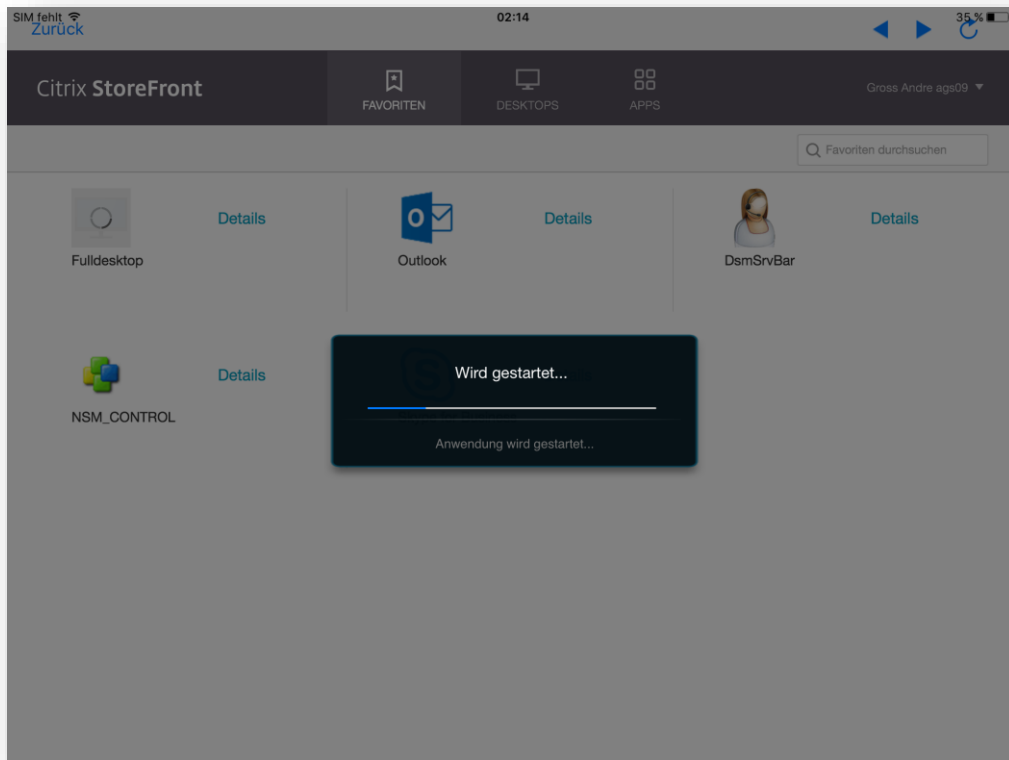 SIM fehlt 02:14 35 %
Zurück
Citrix StoreFront FAVORITEN DESKTOPS APPS Gross Andre ags09
Favoriten durchsuchen
Details Details Details
Fulldesktop Outlook DsmSrvBar
Details
NSM_CONTROL
Wird gestartet...
Anwendung wird gestartet...